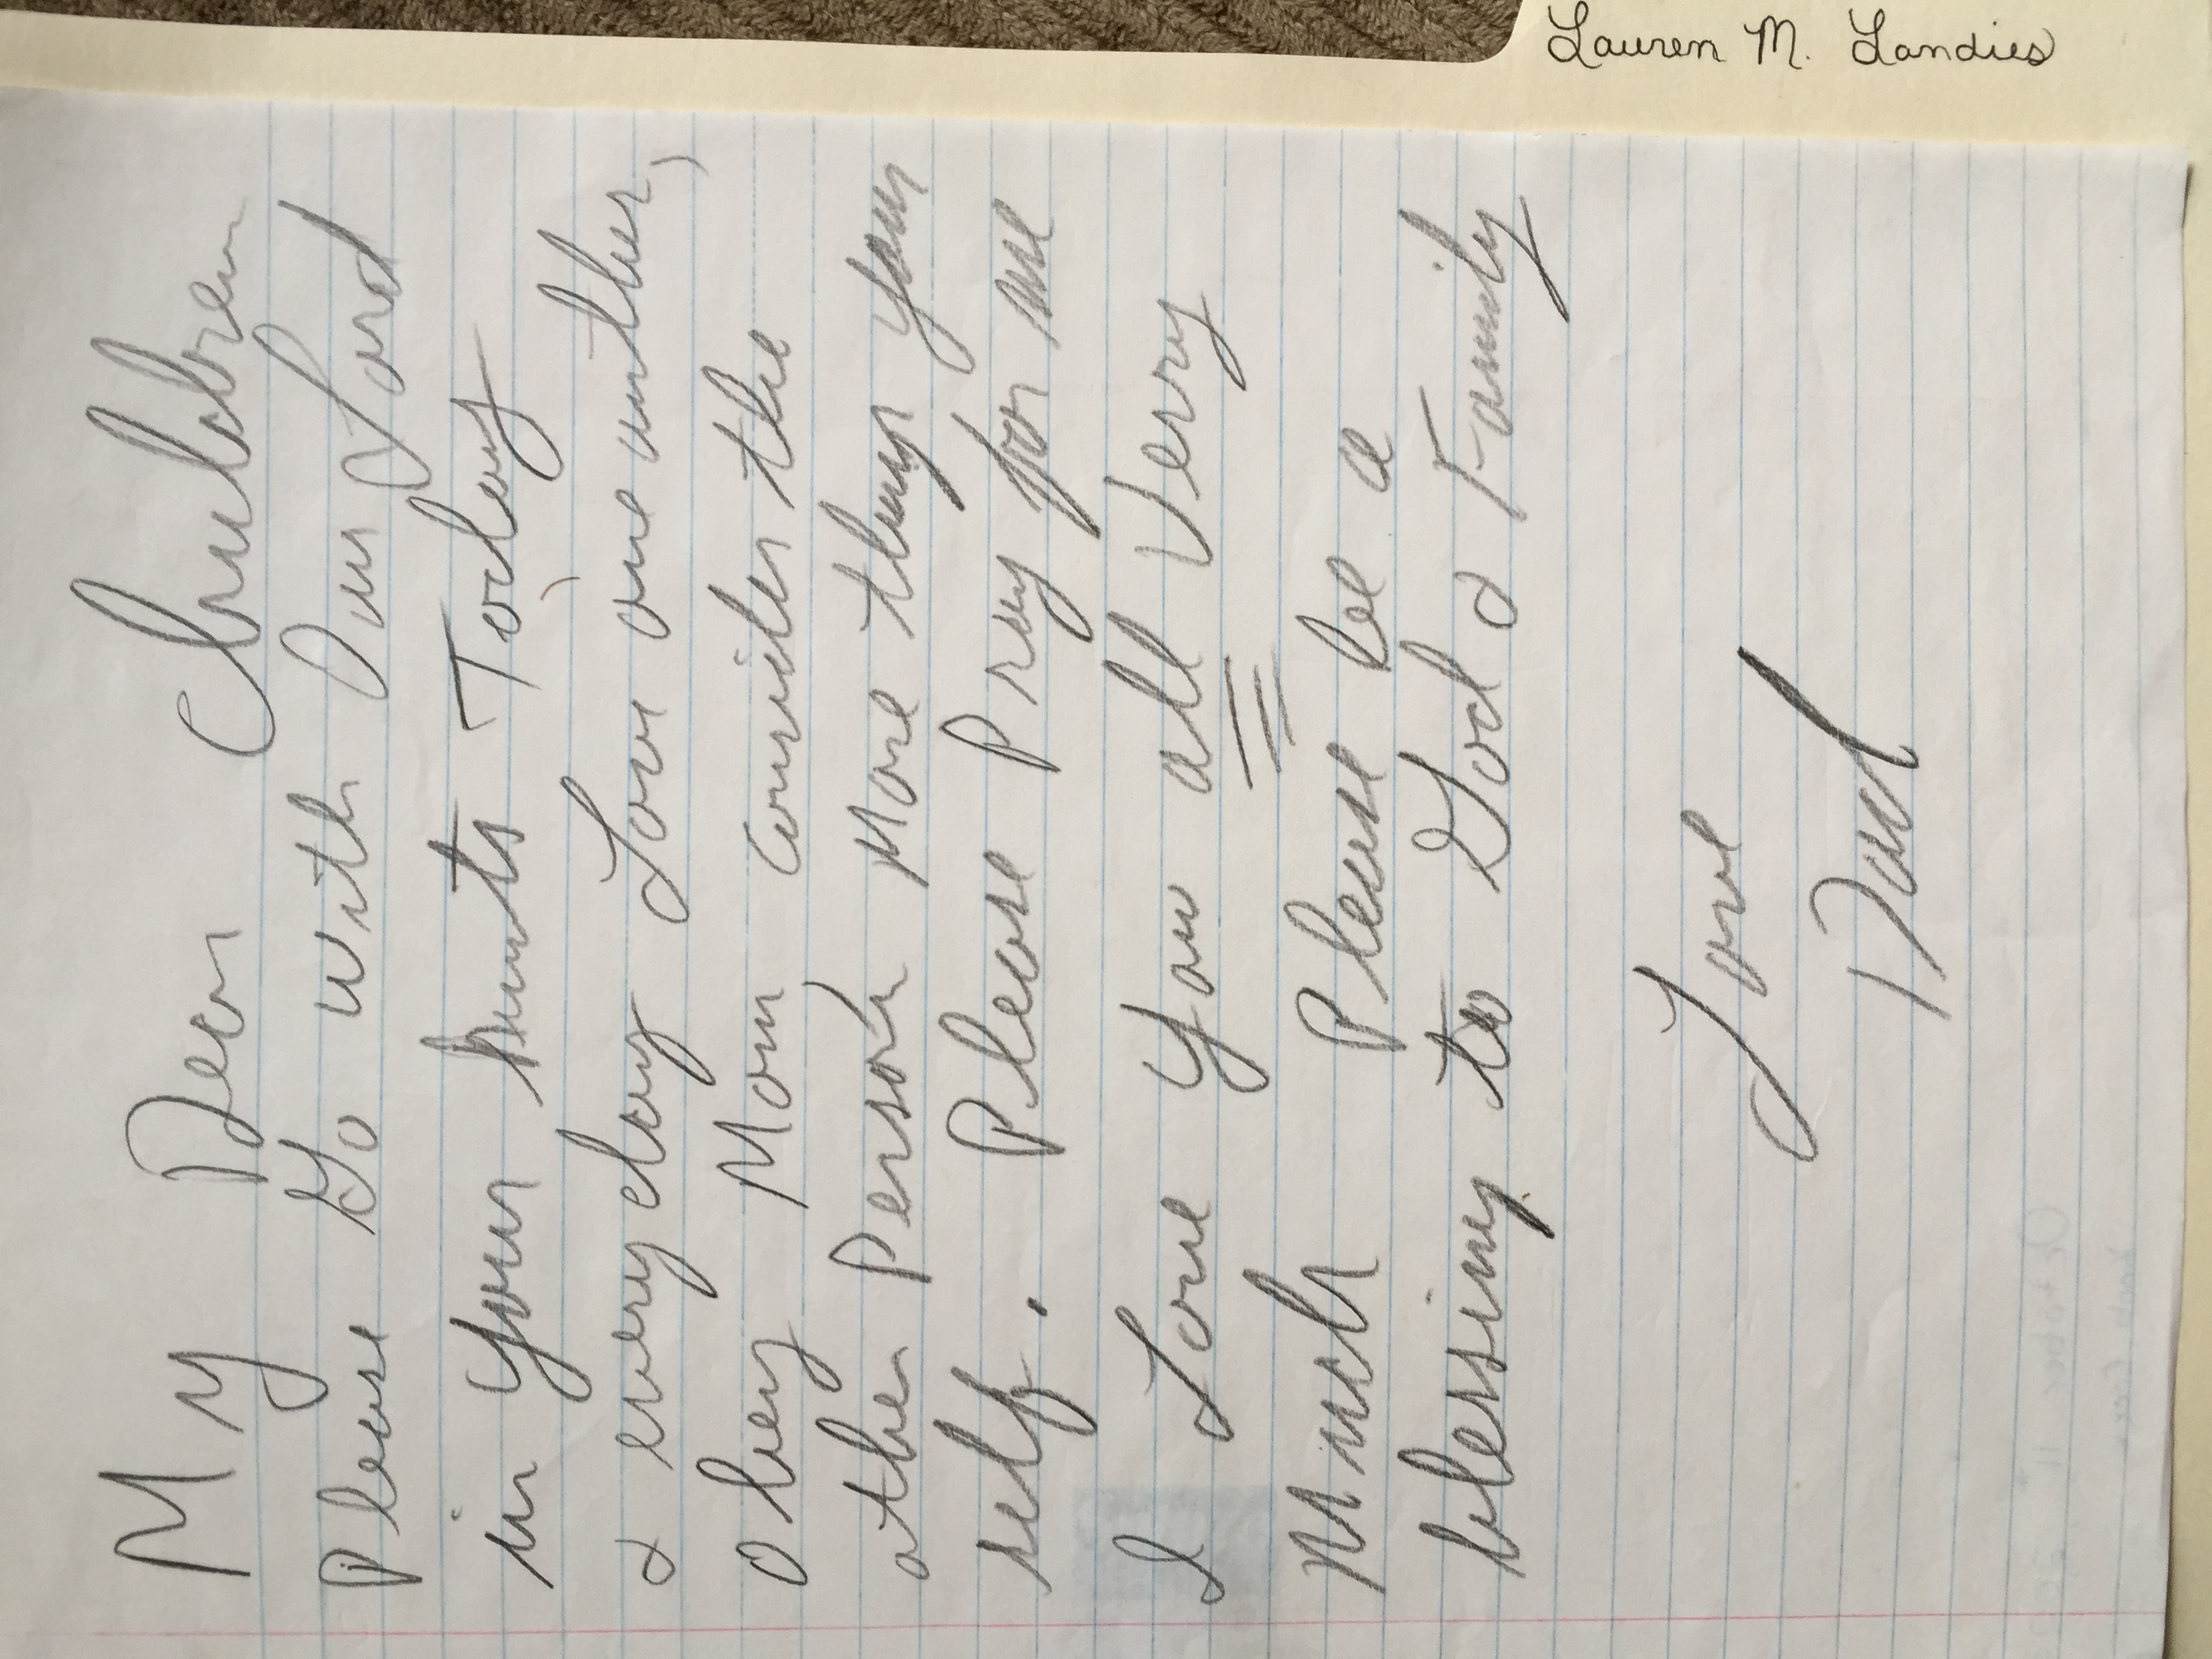 My Dear Children
Please Go with Our Lord
in your hearts Today
& everyday Love one anther,
Obey Mom, consider the
other Person More than your
self. Please Pray for me
I Love You all Verry
Much Please be a
blessing to God & Family
Love
Dad
Lauren M. Landies